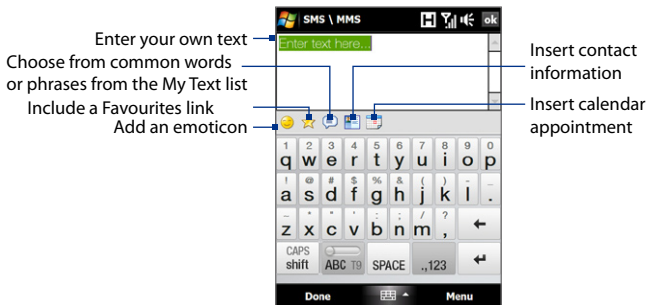 SMS \ MMS
H
ok
Enter your own text
Enter text here...
Choose from common words
or phrases from the My Text list
Include a Favourites link
Add an emoticon
Insert contact
information
Insert calendar
appointment
1 2 3 4 5 6 7 8 9 0
q w e r t y u i o p
! @ # $ % & ( ) - _
a s d f g h j k l .
~ " ' * : ; / ?
z x c v b n m ,
CAPS
shift ABC T9 SPACE .,123
Done Menu